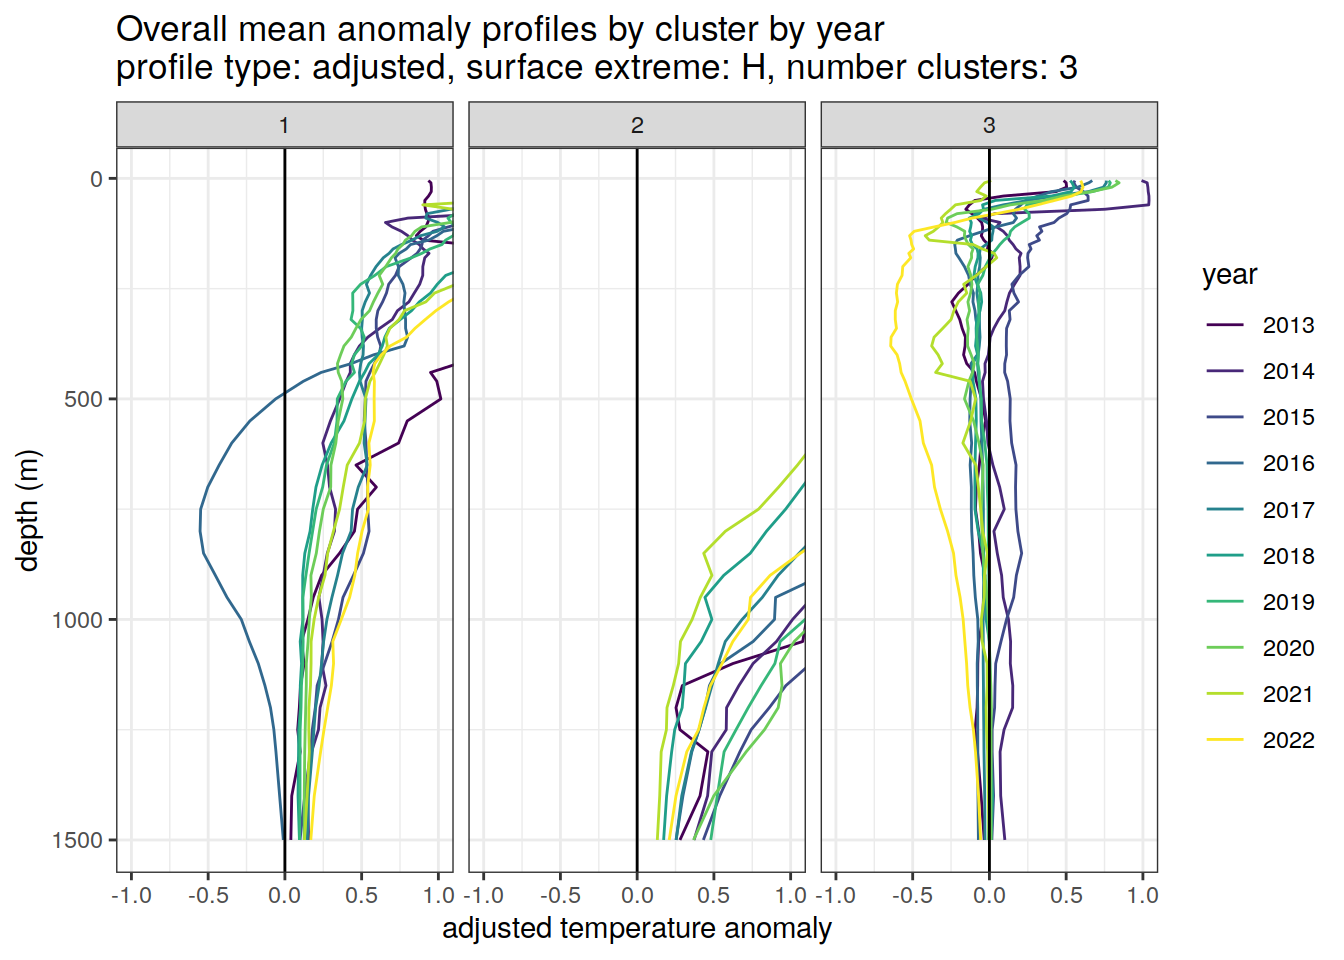 Overall mean anomaly profiles by cluster by year
profile type: adjusted, surface extreme: H, number clusters: 3
1 2 3
0
500
1000
1500
depth (m)
-1.0 -0.5 0.0 0.5 1.0 -1.0 -0.5 0.0 0.5 1.0 -1.0 -0.5 0.0 0.5 1.0
adjusted temperature anomaly
year
2013
2014
2015
2016
2017
2018
2019
2020
2021
2022